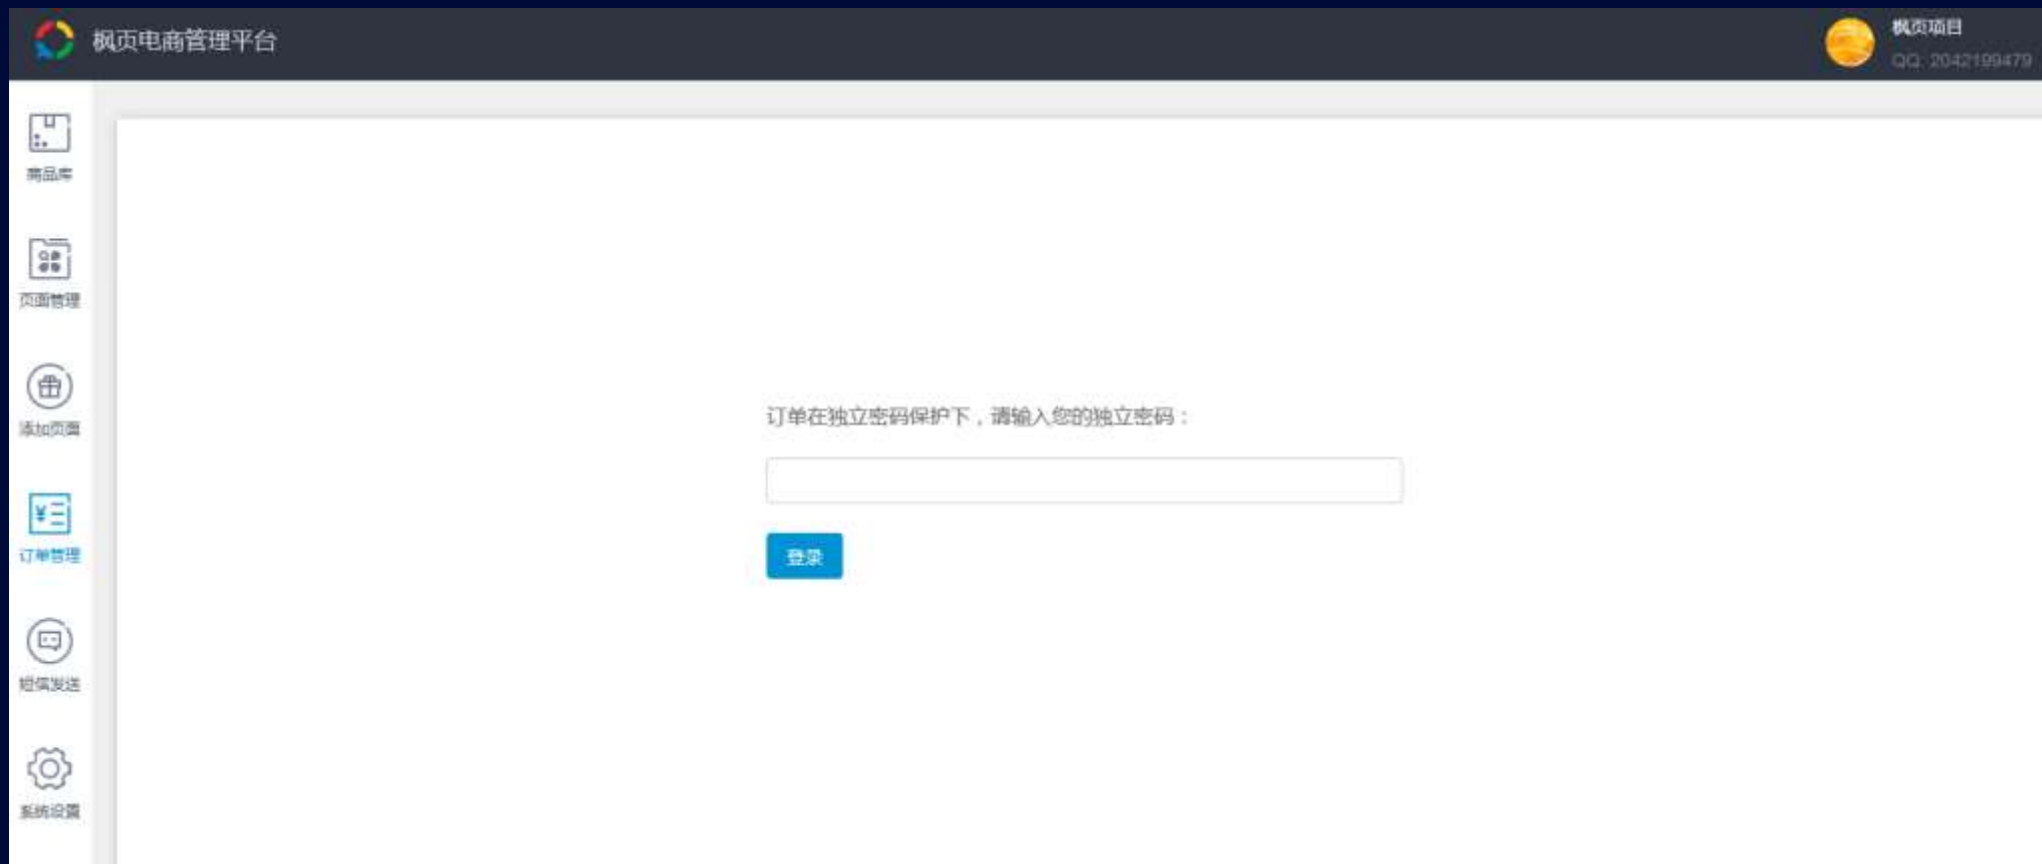 枫页电商管理平台
枫页项目
QQ: 2042199479
商品库
页面管理
添加页面
订单管理
短信发送
系统设置
订单在独立密码保护下，请输入您的独立密码：
登录